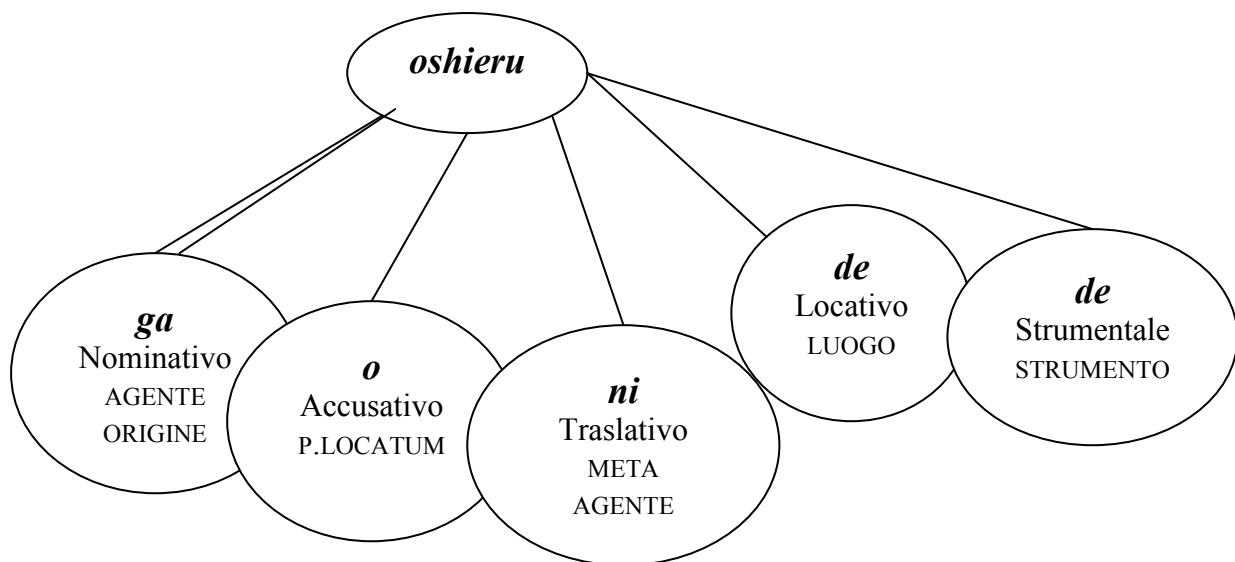 oshieru
ga
Nominativo
AGENTE
ORIGINE
o
Accusativo
P.LOCATUM
ni
Traslativo
META
AGENTE
de
Locativo
LUOGO
de
Strumentale
STRUMENTO